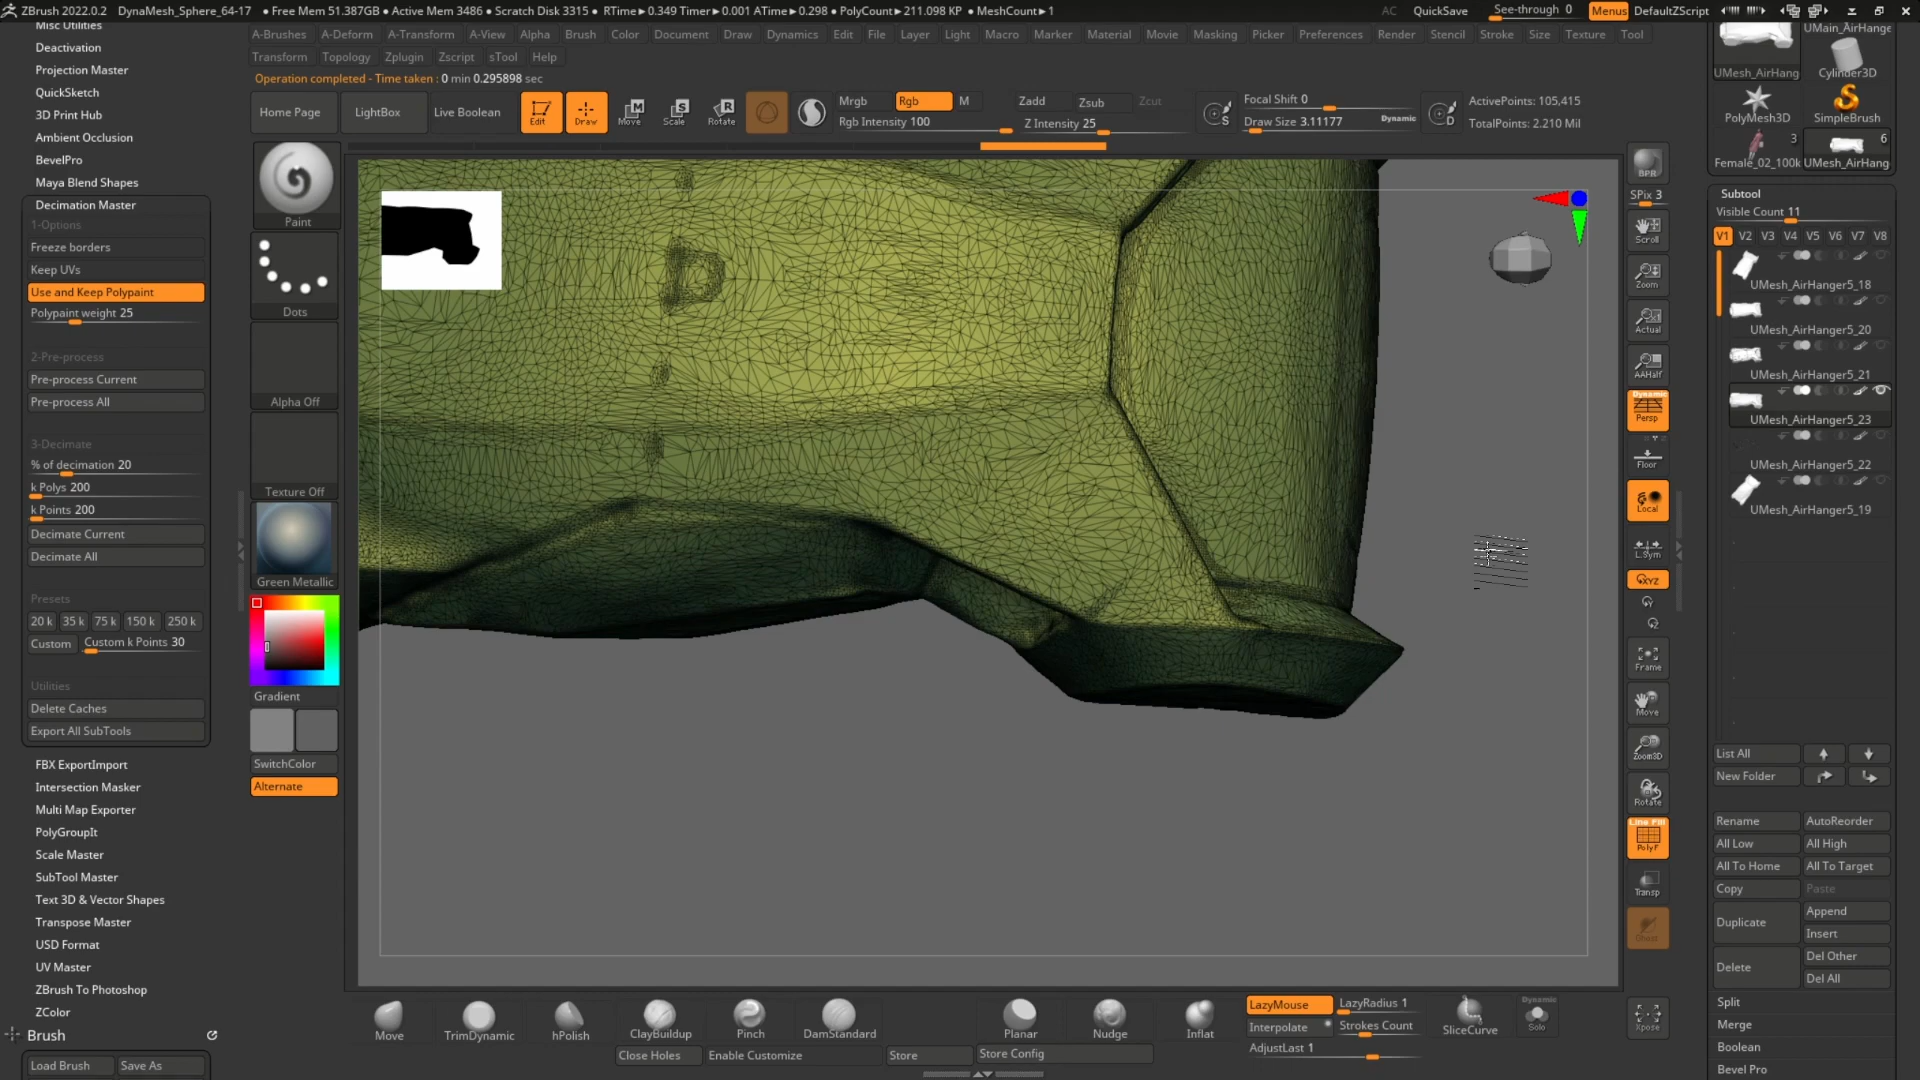 ZBrush 2022.0.2 DynaMesh_Sphere_64-17 ● Free Mem 51.387GB ● Active Mem 3486 ● Scratch Disk 3315 ● RTime►0.349 Timer►0.001 ATime►0.298 ● PolyCount►211.098 KP ● MeshCount►1 AC QuickSave See-through 0 Menus DefaultZScript
Misc Utilities
Deactivation
Projection Master
QuickSketch
3D Print Hub
Ambient Occlusion
BevelPro
Maya Blend Shapes
Decimation Master
1-Options
Freeze borders
Keep UVs
Use and Keep Polypaint
Polypaint weight 25
2-Pre-process
Pre-process Current
Pre-process All
3-Decimate
% of decimation 20
k Polys 200
k Points 200
Decimate Current
Decimate All
Presets
20 k 35 k 75 k 150 k 250 k
Custom Custom k Points 30
Utilities
Delete Caches
Export All SubTools
FBX ExportImport
Intersection Masker
Multi Map Exporter
PolyGroupIt
Scale Master
SubTool Master
Text 3D & Vector Shapes
Transpose Master
USD Format
UV Master
ZBrush To Photoshop
ZColor
Brush
Load Brush Save As
A-Brushes A-Deform A-Transform A-View Alpha Brush Color Document Draw Dynamics Edit File Layer Light Macro Marker Material Movie Masking Picker Preferences Render Stencil Stroke Size Texture Tool
Transform Topology Zplugin Zscript sTool Help
Operation completed - Time taken : 0 min 0.295898 sec
Home Page LightBox Live Boolean Edit Draw Move Scale Rotate
Mrgb Rgb M Zadd Zsub Zcut
Rgb Intensity 100 Z Intensity 25
S Focal Shift 0
Draw Size 3.11177 Dynamic D
ActivePoints: 105,415
TotalPoints: 2.210 Mil
Paint
Dots
Alpha Off
Texture Off
Green Metallic
Gradient
SwitchColor
Alternate
BPR
SPix 3
Scroll
Zoom
Actual
AAHalf
Dynamic
Persp
Floor
Local
L.Sym
XYZ
Frame
Move
Zoom3D
Rotate
Line Fill
PolyF
Transp
Dynamic
Solo
Xpose
UMesh_AirHang UMain_AirHange
Cylinder3D
PolyMesh3D SimpleBrush
3 6
Female_02_100k UMesh_AirHang
Subtool
Visible Count 11
V1 V2 V3 V4 V5 V6 V7 V8
UMesh_AirHanger5_18
UMesh_AirHanger5_20
UMesh_AirHanger5_21
UMesh_AirHanger5_23
UMesh_AirHanger5_22
UMesh_AirHanger5_19
List All
New Folder
Rename AutoReorder
All Low All High
All To Home All To Target
Copy Paste
Duplicate Append
Insert
Delete Del Other
Del All
Split
Merge
Boolean
Bevel Pro
Move TrimDynamic hPolish ClayBuildup Pinch DamStandard Planar Nudge Inflat
LazyMouse LazyRadius 1
Interpolate Strokes Count
AdjustLast 1
SliceCurve
Close Holes Enable Customize Store Store Config